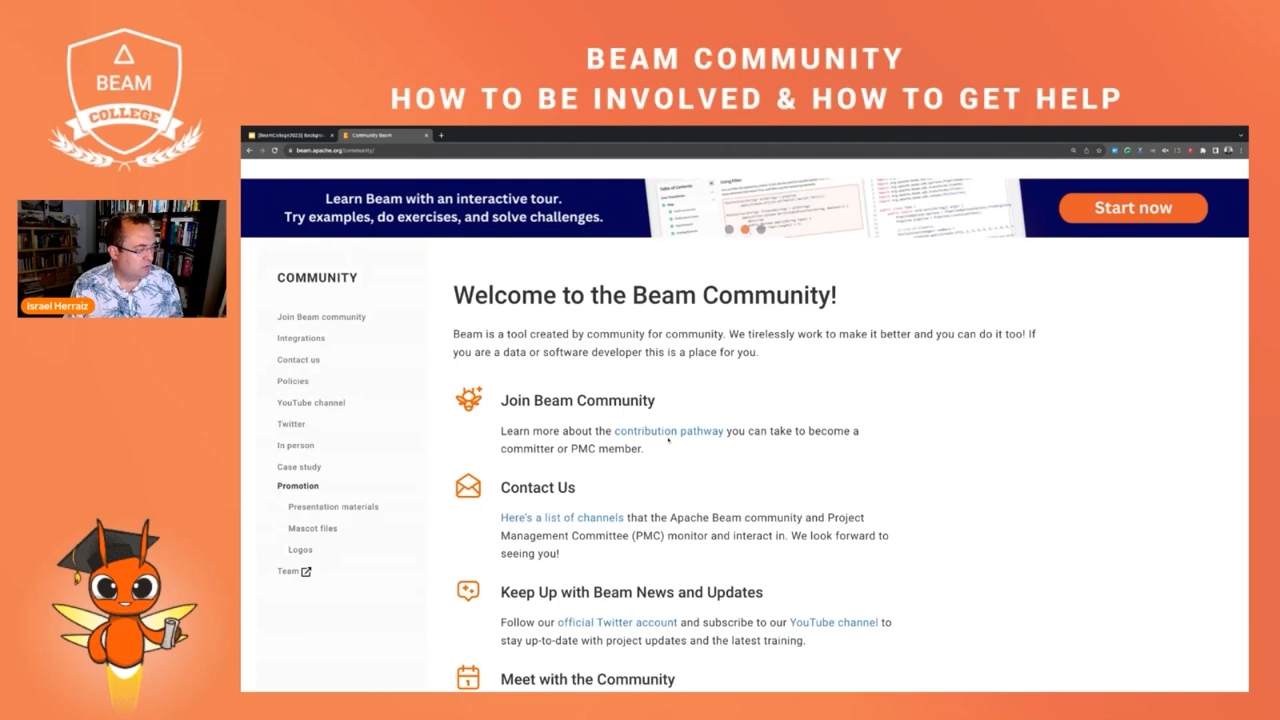 BEAM COMMUNITY
HOW TO BE INVOLVED & HOW TO GET HELP
BEAM
COLLEGE
Israel Herraiz
Community Beam
beam.apache.org/community/
Learn Beam with an interactive tour.
Try examples, do exercises, and solve challenges.
Table of Contents
Using Filter
Start now
COMMUNITY
Join Beam community
Integrations
Contact us
Policies
YouTube channel
Twitter
In person
Case study
Promotion
Presentation materials
Mascot files
Logos
Team
Welcome to the Beam Community!
Beam is a tool created by community for community. We tirelessly work to make it better and you can do it too! If
you are a data or software developer this is a place for you.
Join Beam Community
Learn more about the contribution pathway you can take to become a
committer or PMC member.
Contact Us
Here's a list of channels that the Apache Beam community and Project
Management Committee (PMC) monitor and interact in. We look forward to
seeing you!
Keep Up with Beam News and Updates
Follow our official Twitter account and subscribe to our YouTube channel to
stay up-to-date with project updates and the latest training.
Meet with the Community